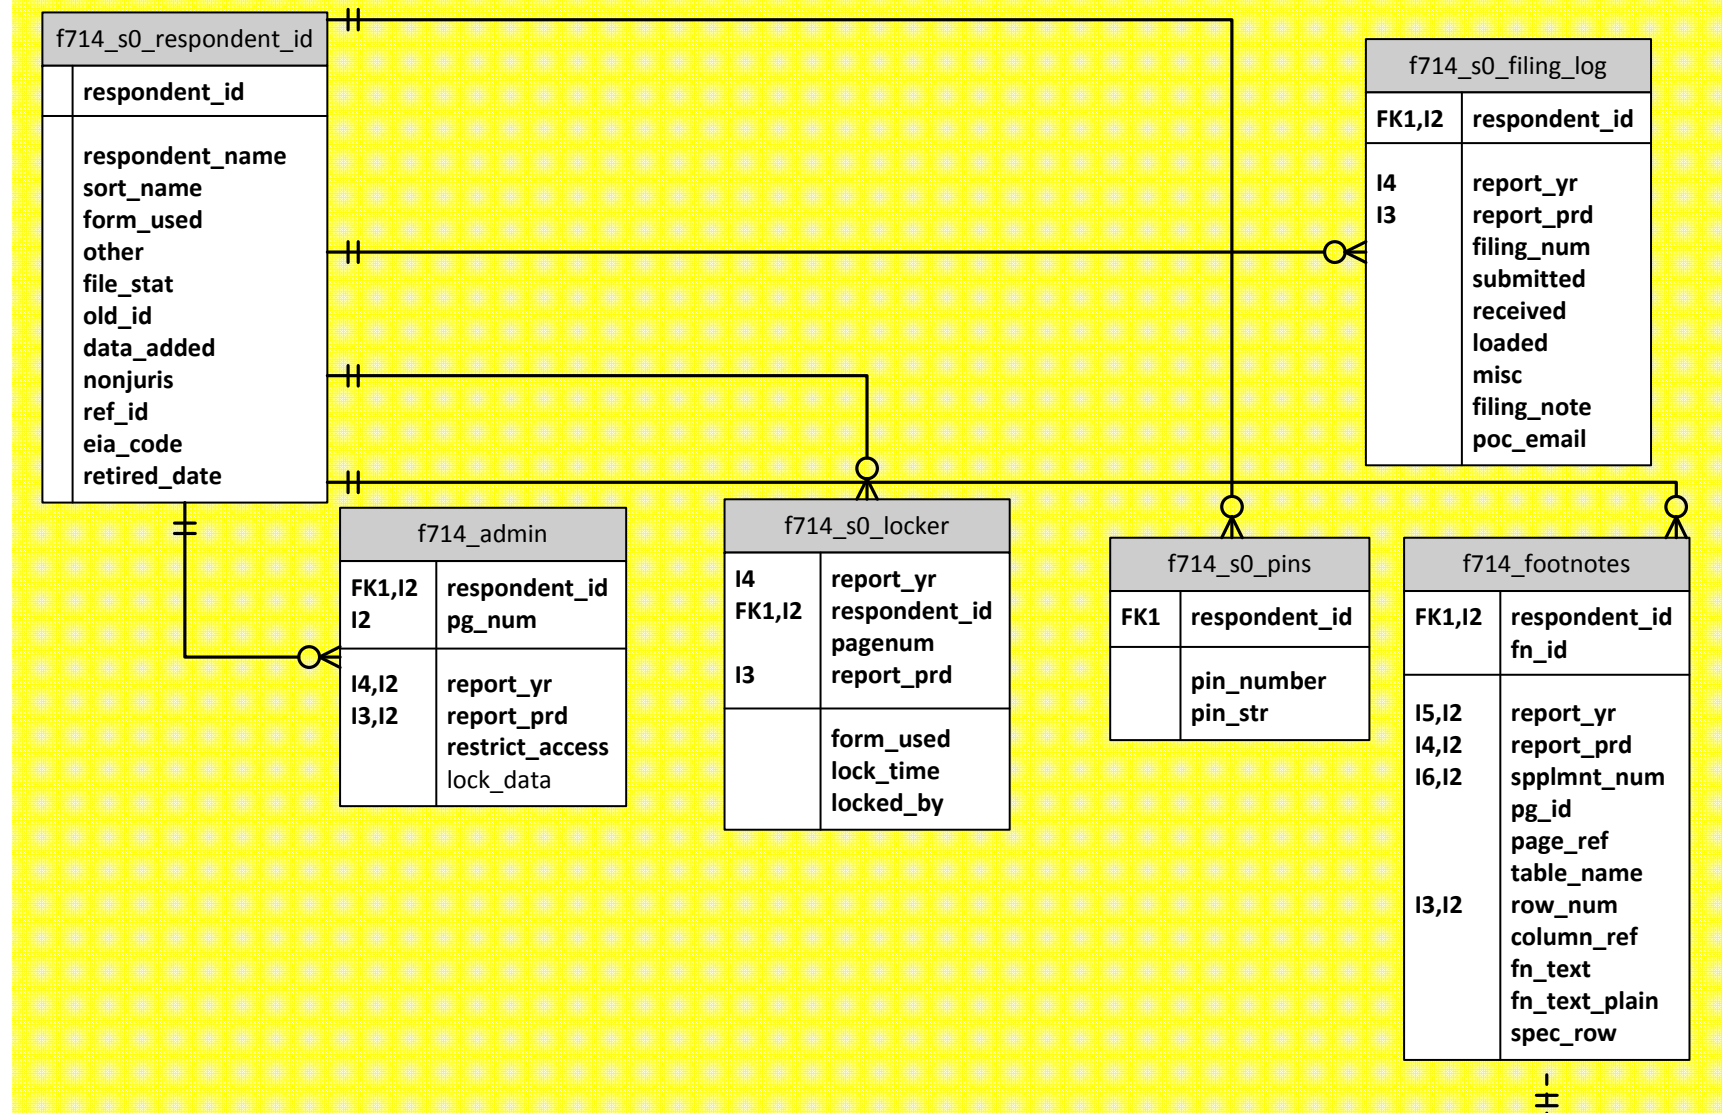 f714_s0_respondent_id
respondent_id
respondent_name
sort_name
form_used
other
file_stat
old_id
data_added
nonjuris
ref_id
eia_code
retired_date
f714_s0_filing_log
FK1,I2 respondent_id
I4 report_yr
I3 report_prd
filing_num
submitted
received
loaded
misc
filing_note
poc_email
f714_admin
FK1,I2 respondent_id
I2 pg_num
I4,I2 report_yr
I3,I2 report_prd
restrict_access
lock_data
f714_s0_locker
I4 report_yr
FK1,I2 respondent_id
pagenum
I3 report_prd
form_used
lock_time
locked_by
f714_s0_pins
FK1 respondent_id
pin_number
pin_str
f714_footnotes
FK1,I2 respondent_id
fn_id
I5,I2 report_yr
I4,I2 report_prd
I6,I2 spplmnt_num
pg_id
page_ref
table_name
I3,I2 row_num
column_ref
fn_text
fn_text_plain
spec_row